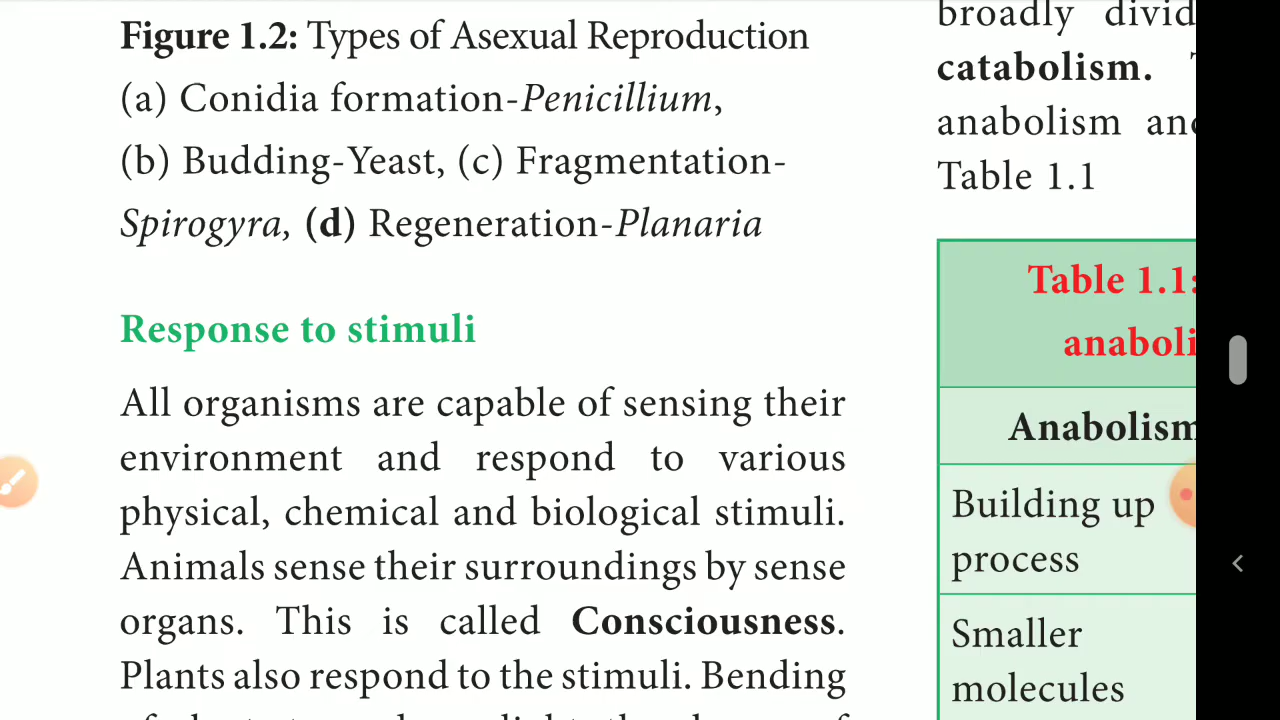 Figure 1.2: Types of Asexual Reproduction
(a) Conidia formation-Penicillium,
(b) Budding-Yeast, (c) Fragmentation-
Spirogyra, (d) Regeneration-Planaria
Response to stimuli
All organisms are capable of sensing their
environment and respond to various
physical, chemical and biological stimuli.
Animals sense their surroundings by sense
organs. This is called Consciousness.
Plants also respond to the stimuli. Bending
broadly
catabolism.
anabolism
Table 1.1
Table 1.1:
Anabolism
Building up
process
Smaller
molecules